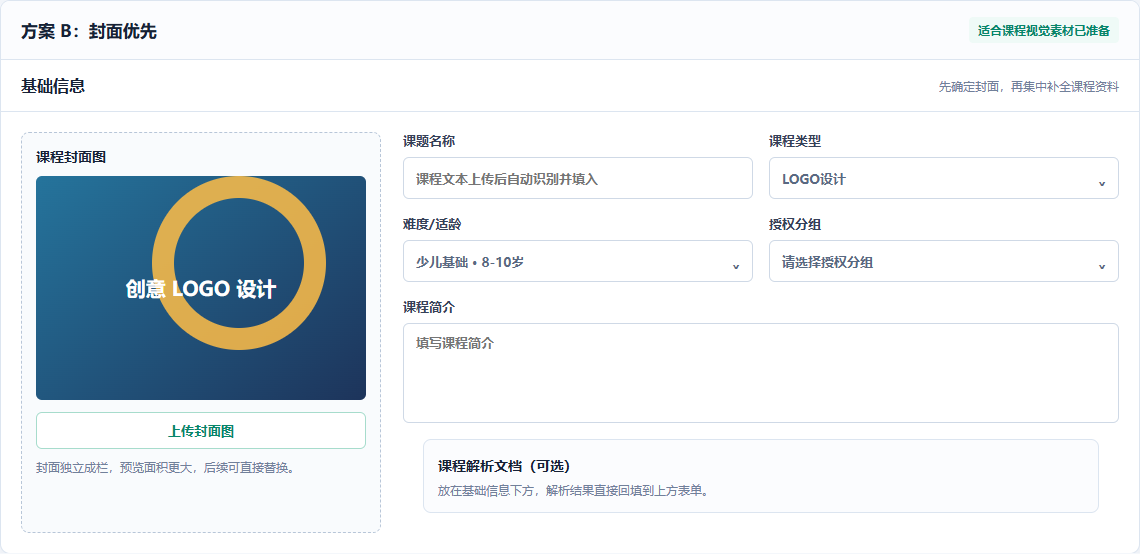 方案 B：封面优先
适合课程视觉素材已准备
基础信息
先确定封面，再集中补全课程资料
课程封面图
创意 LOGO 设计
上传封面图
封面独立成栏，预览面积更大，后续可直接替换。
课题名称
课程文本上传后自动识别并填入
课程类型
LOGO设计
难度/适龄
少儿基础 • 8-10岁
授权分组
请选择授权分组
课程简介
填写课程简介
课程解析文档（可选）
放在基础信息下方，解析结果直接回填到上方表单。